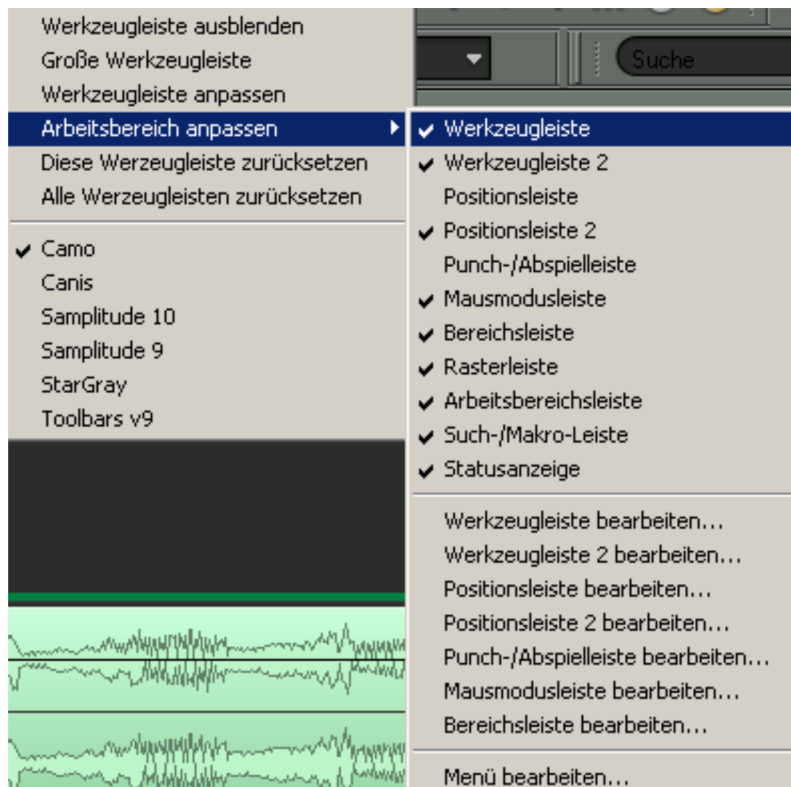 Werkzeugleiste ausblenden
Große Werkzeugleiste
Werkzeugleiste anpassen
Arbeitsbereich anpassen
Diese Werzeugleiste zurücksetzen
Alle Werzeugleisten zurücksetzen
Camo
Canis
Samplitude 10
Samplitude 9
StarGray
Toolbars v9
Suche
Werkzeugleiste
Werkzeugleiste 2
Positionsleiste
Positionsleiste 2
Punch-/Abspielleiste
Mausmodusleiste
Bereichsleiste
Rasterleiste
Arbeitsbereichsleiste
Such-/Makro-Leiste
Statusanzeige
Werkzeugleiste bearbeiten...
Werkzeugleiste 2 bearbeiten...
Positionsleiste bearbeiten...
Positionsleiste 2 bearbeiten...
Punch-/Abspielleiste bearbeiten...
Mausmodusleiste bearbeiten...
Bereichsleiste bearbeiten...
Menü bearbeiten...